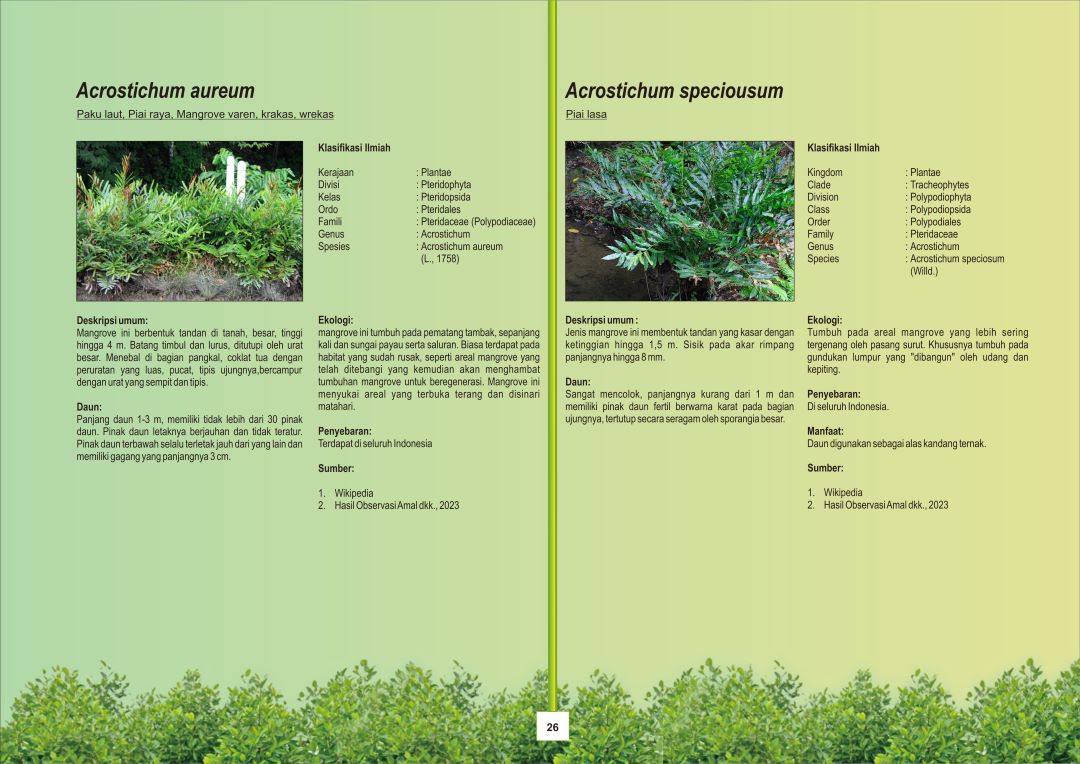 Acrostichum aureum
Paku laut, Piai raya, Mangrove varen, krakas, wrekas
Klasifikasi Ilmiah
Kerajaan : Plantae
Divisi : Pteridophyta
Kelas : Pteridopsida
Ordo : Pteridales
Famili : Pteridaceae (Polypodiaceae)
Genus : Acrostichum
Spesies : Acrostichum aureum
(L., 1758)
Deskripsi umum:
Mangrove ini berbentuk tandan di tanah, besar, tinggi
hingga 4 m. Batang timbul dan lurus, ditutupi oleh urat
besar. Menebal di bagian pangkal, coklat tua dengan
peruratan yang luas, pucat, tipis ujungnya,bercampur
dengan urat yang sempit dan tipis.
Daun:
Panjang daun 1-3 m, memiliki tidak lebih dari 30 pinak
daun. Pinak daun letaknya berjauhan dan tidak teratur.
Pinak daun terbawah selalu terletak jauh dari yang lain dan
memiliki gagang yang panjangnya 3 cm.
Ekologi:
mangrove ini tumbuh pada pematang tambak, sepanjang
kali dan sungai payau serta saluran. Biasa terdapat pada
habitat yang sudah rusak, seperti areal mangrove yang
telah ditebangi yang kemudian akan menghambat
tumbuhan mangrove untuk beregenerasi. Mangrove ini
menyukai areal yang terbuka terang dan disinari
matahari.
Penyebaran:
Terdapat di seluruh Indonesia
Sumber:
1. Wikipedia
2. Hasil Observasi Amal dkk., 2023
Acrostichum speciousum
Piai lasa
Klasifikasi Ilmiah
Kingdom : Plantae
Clade : Tracheophytes
Division : Polypodiophyta
Class : Polypodiopsida
Order : Polypodiales
Family : Pteridaceae
Genus : Acrostichum
Species : Acrostichum speciosum
(Willd.)
Deskripsi umum :
Jenis mangrove ini membentuk tandan yang kasar dengan
ketinggian hingga 1,5 m. Sisik pada akar rimpang
panjangnya hingga 8 mm.
Daun:
Sangat mencolok, panjangnya kurang dari 1 m dan
memiliki pinak daun fertil berwarna karat pada bagian
ujungnya, tertutup secara seragam oleh sporangia besar.
Ekologi:
Tumbuh pada areal mangrove yang lebih sering
tergenang oleh pasang surut. Khususnya tumbuh pada
gundukan lumpur yang "dibangun" oleh udang dan
kepiting.
Penyebaran:
Di seluruh Indonesia.
Manfaat:
Daun digunakan sebagai alas kandang ternak.
Sumber:
1. Wikipedia
2. Hasil Observasi Amal dkk., 2023
26